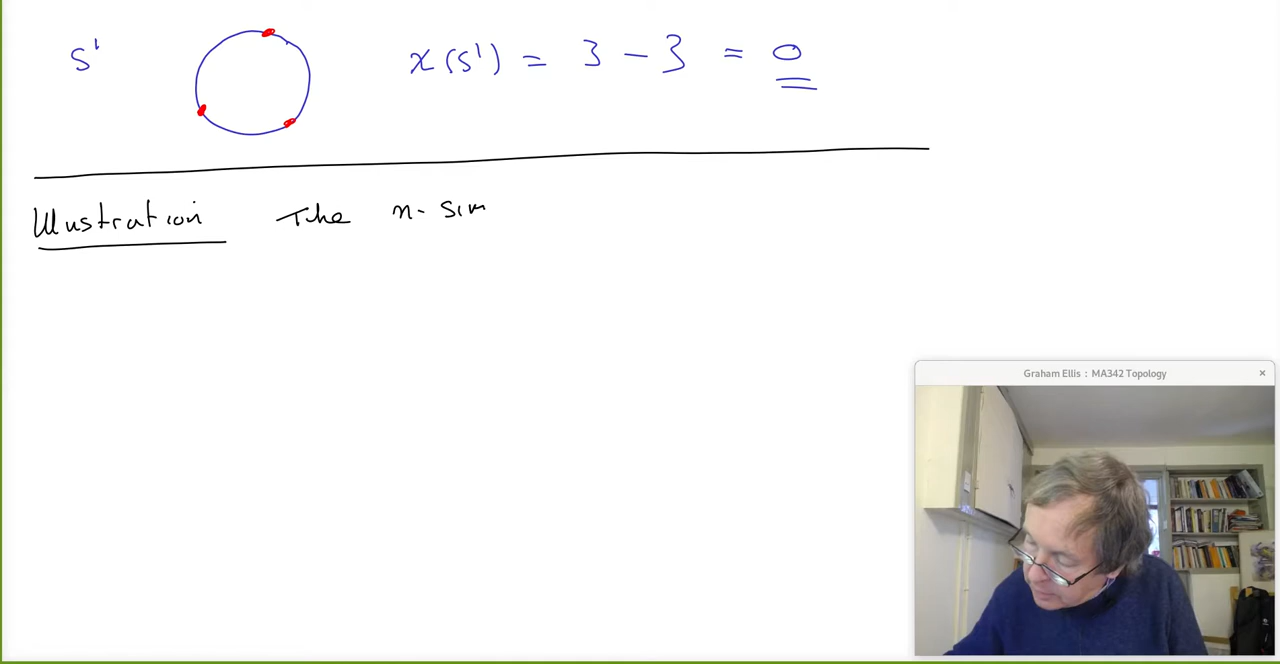 S¹ χ(S¹) = 3 − 3 = 0
Illustration The n-sim
Graham Ellis : MA342 Topology ×